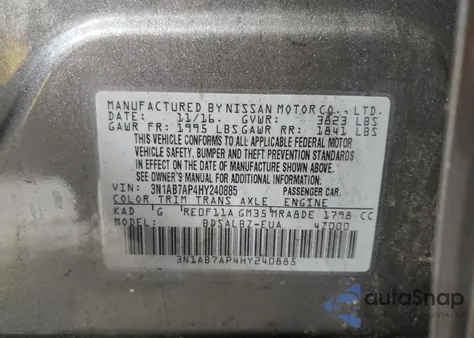 MANUFACTURED BY NISSAN MOTOR CO., LTD.
DATE: 11/16 GVWR: 3823 LBS
GAWR FR: 1995 LBS GAWR RR: 1841 LBS
THIS VEHICLE CONFORMS TO ALL APPLICABLE FEDERAL MOTOR
VEHICLE SAFETY, BUMPER AND THEFT PREVENTION STANDARDS
IN EFFECT ON THE DATE OF MANUFACTURE SHOWN ABOVE.
SEE OWNER'S MANUAL FOR ADDITIONAL INFORMATION.
VIN: 3N1AB7AP4HY240885 PASSENGER CAR.
COLOR TRIM TRANS AXLE ENGINE
KAD G REDF11A GM35 MRA8DE 1798 CC
MODEL: BDSALBZ-EUA 4Z000
3N1AB7AP4HY240885
autoSnap